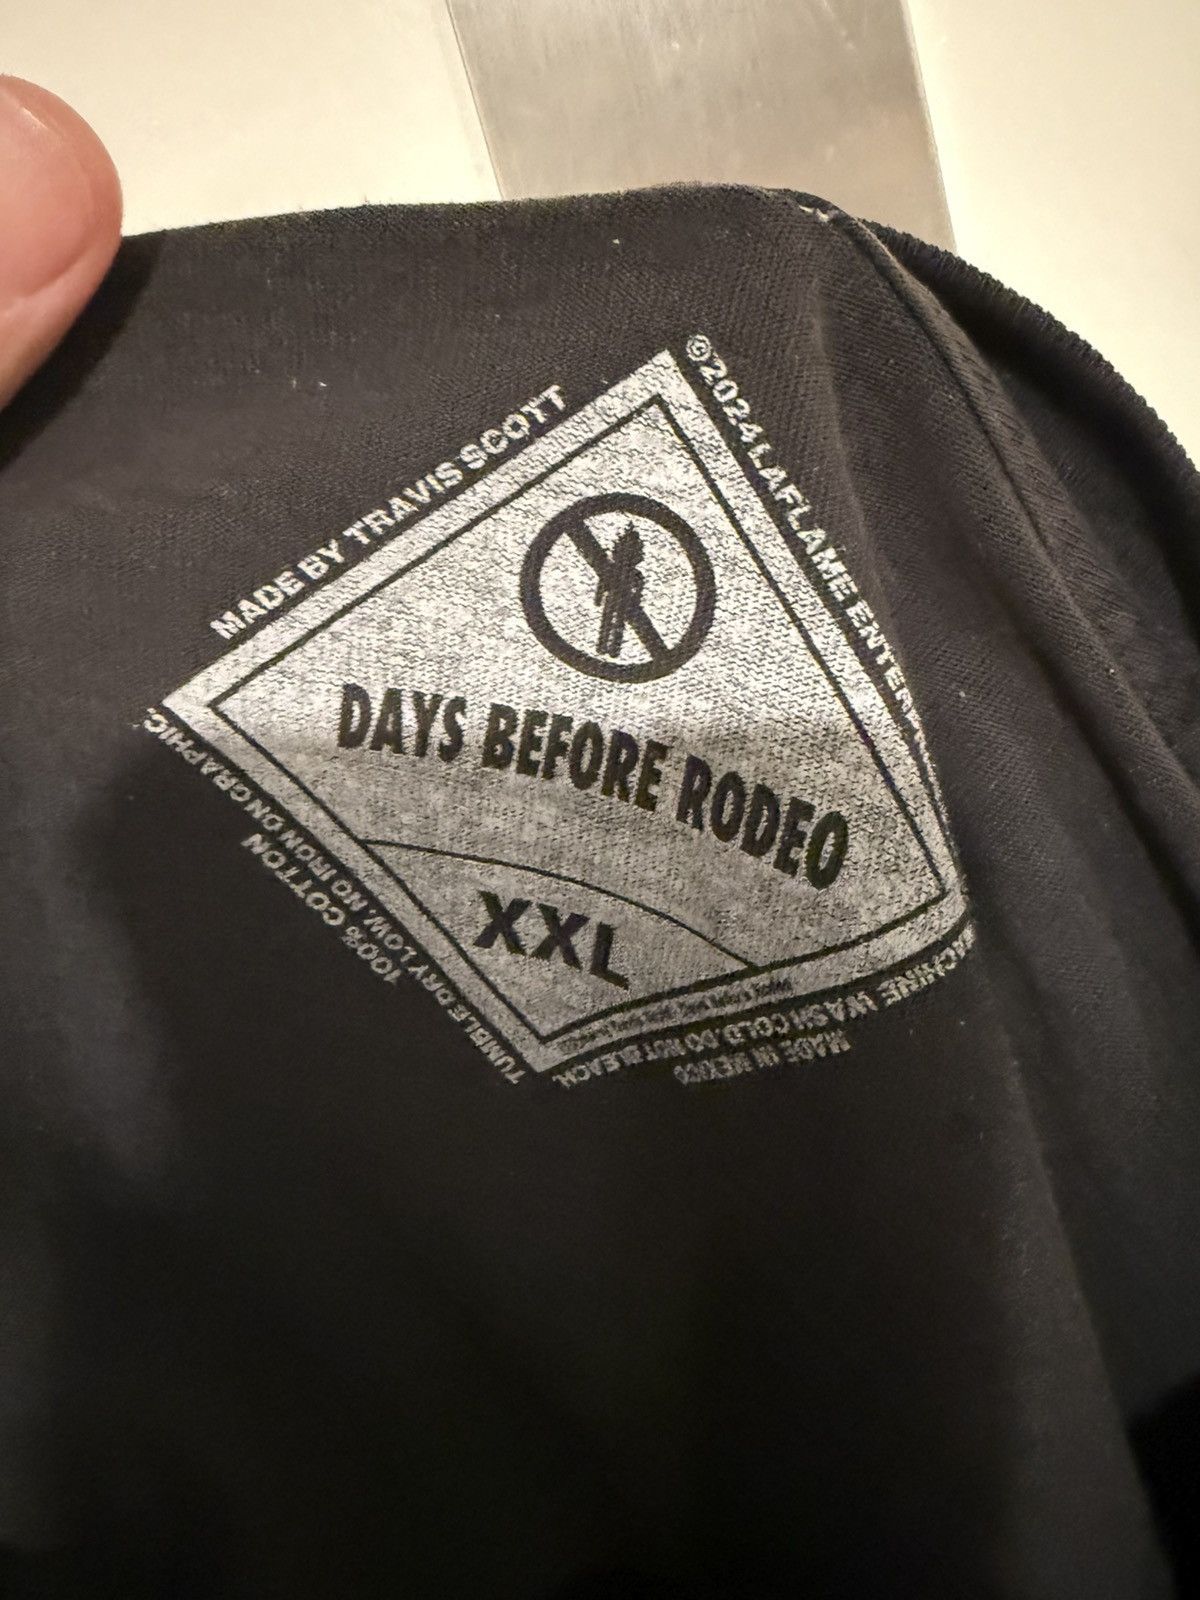 MADE BY TRAVIS SCOTT
©2024 LAFLAME
DAYS BEFORE RODEO
XXL
MACHINE WASH COLD. DO NOT BLEACH.
MADE IN MEXICO
TUMBLE DRY LOW. NO IRON ON GRAPHIC
100% COTTON